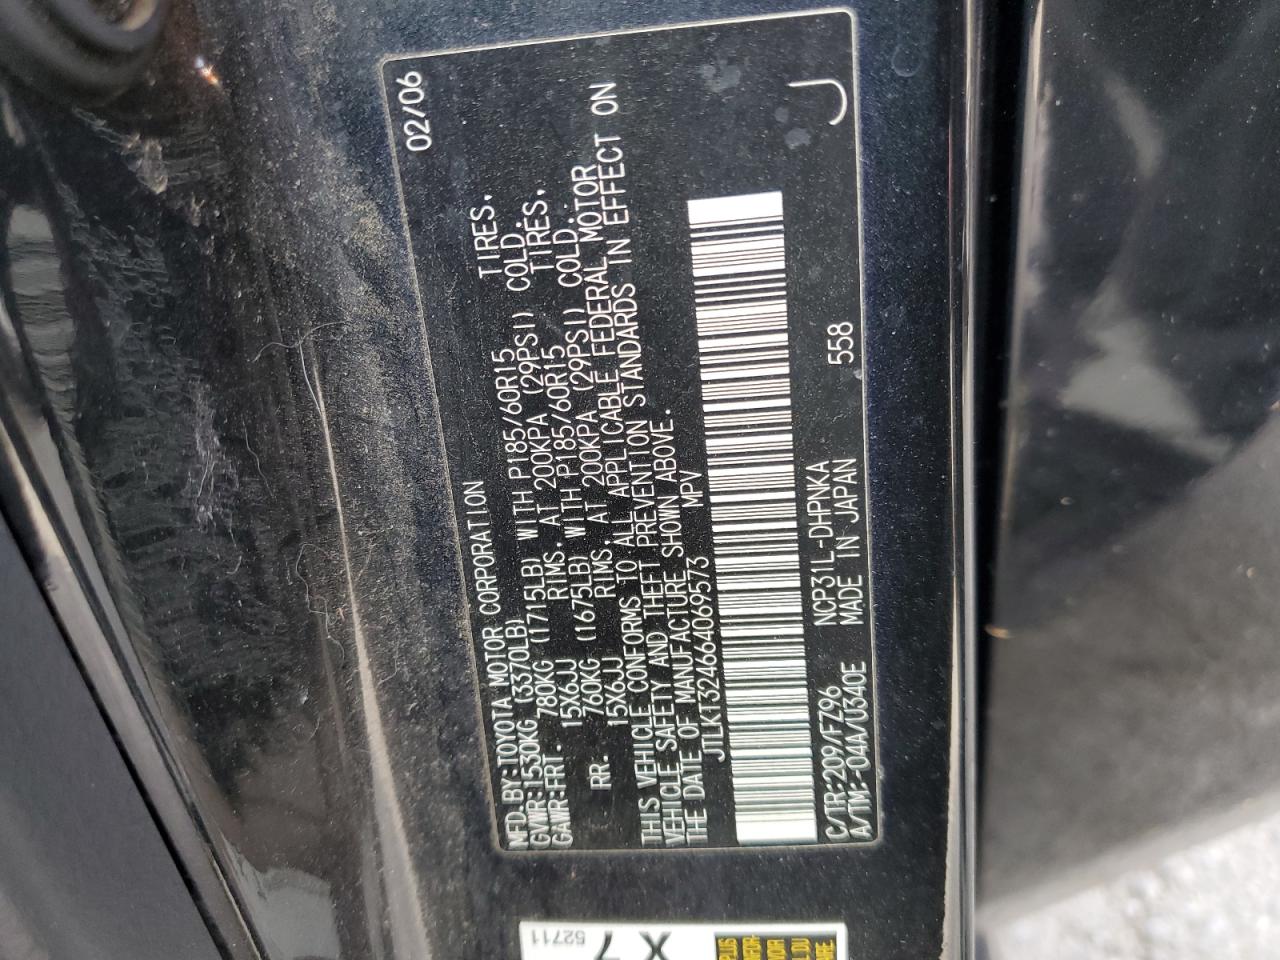 MFD.BY:TOYOTA MOTOR CORPORATION 02/06
GVWR:1530KG (3370LB)
GAWR:FRT. 780KG (1715LB) WITH P185/60R15 TIRES,
15X6JJ RIMS, AT 200KPA (29PSI) COLD.
RR. 760KG (1675LB) WITH P185/60R15 TIRES,
15X6JJ RIMS, AT 200KPA (29PSI) COLD.
THIS VEHICLE CONFORMS TO ALL APPLICABLE FEDERAL MOTOR
VEHICLE SAFETY AND THEFT PREVENTION STANDARDS IN EFFECT ON
THE DATE OF MANUFACTURE SHOWN ABOVE.
JTLKT324664069573 MPV
C/TR:209/FZ96 NCP31L-DHPNKA 558
A/TM:04A/U340E MADE IN JAPAN
J
X 7
52711